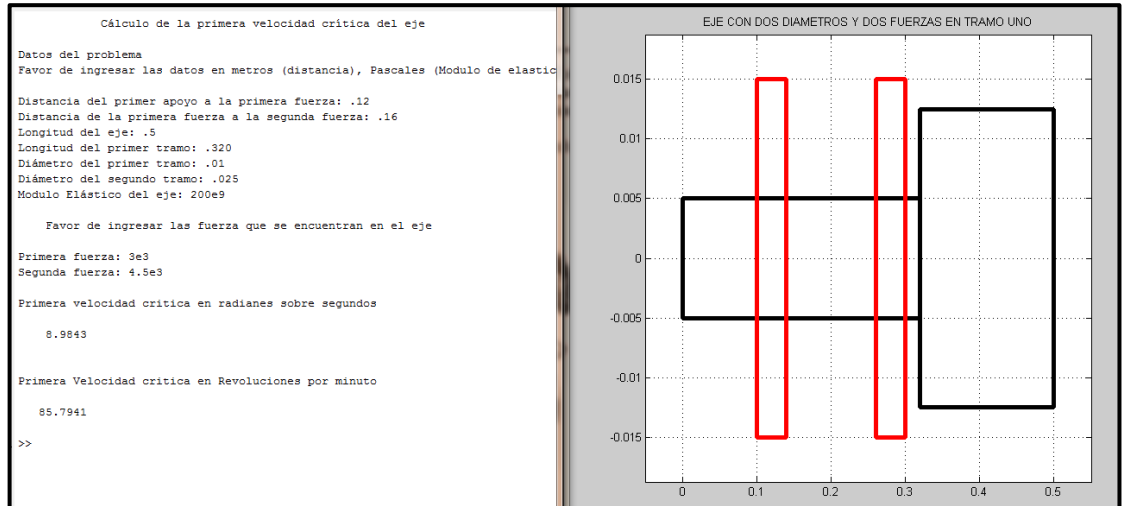 Cálculo de la primera velocidad crítica del eje
Datos del problema
Favor de ingresar las datos en metros (distancia), Pascales (Modulo de elastic
Distancia del primer apoyo a la primera fuerza: .12
Distancia de la primera fuerza a la segunda fuerza: .16
Longitud del eje: .5
Longitud del primer tramo: .320
Diámetro del primer tramo: .01
Diámetro del segundo tramo: .025
Modulo Elástico del eje: 200e9
Favor de ingresar las fuerza que se encuentran en el eje
Primera fuerza: 3e3
Segunda fuerza: 4.5e3
Primera velocidad critica en radianes sobre segundos
8.9843
Primera Velocidad critica en Revoluciones por minuto
85.7941
>>
EJE CON DOS DIAMETROS Y DOS FUERZAS EN TRAMO UNO
0.015
0.01
0.005
0
-0.005
-0.01
-0.015
0 0.1 0.2 0.3 0.4 0.5